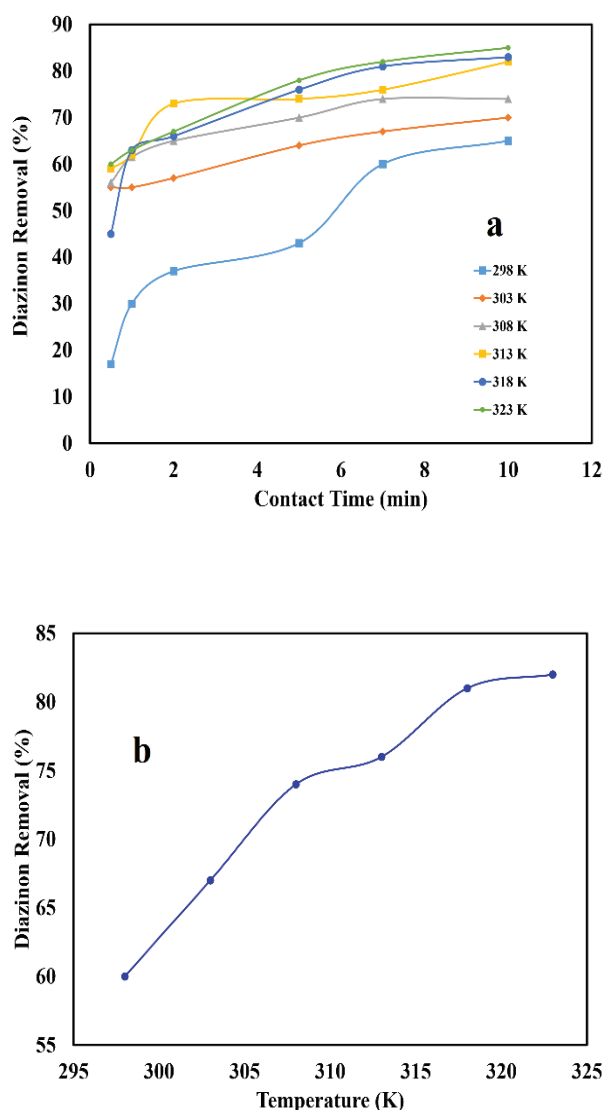 90
80
70
60
50
40
30
20
10
0
Diazinon Removal (%)
a
298 K
303 K
308 K
313 K
318 K
323 K
0 2 4 6 8 10 12
Contact Time (min)
85
80
75
70
65
60
55
Diazinon Removal (%)
b
295 300 305 310 315 320 325
Temperature (K)